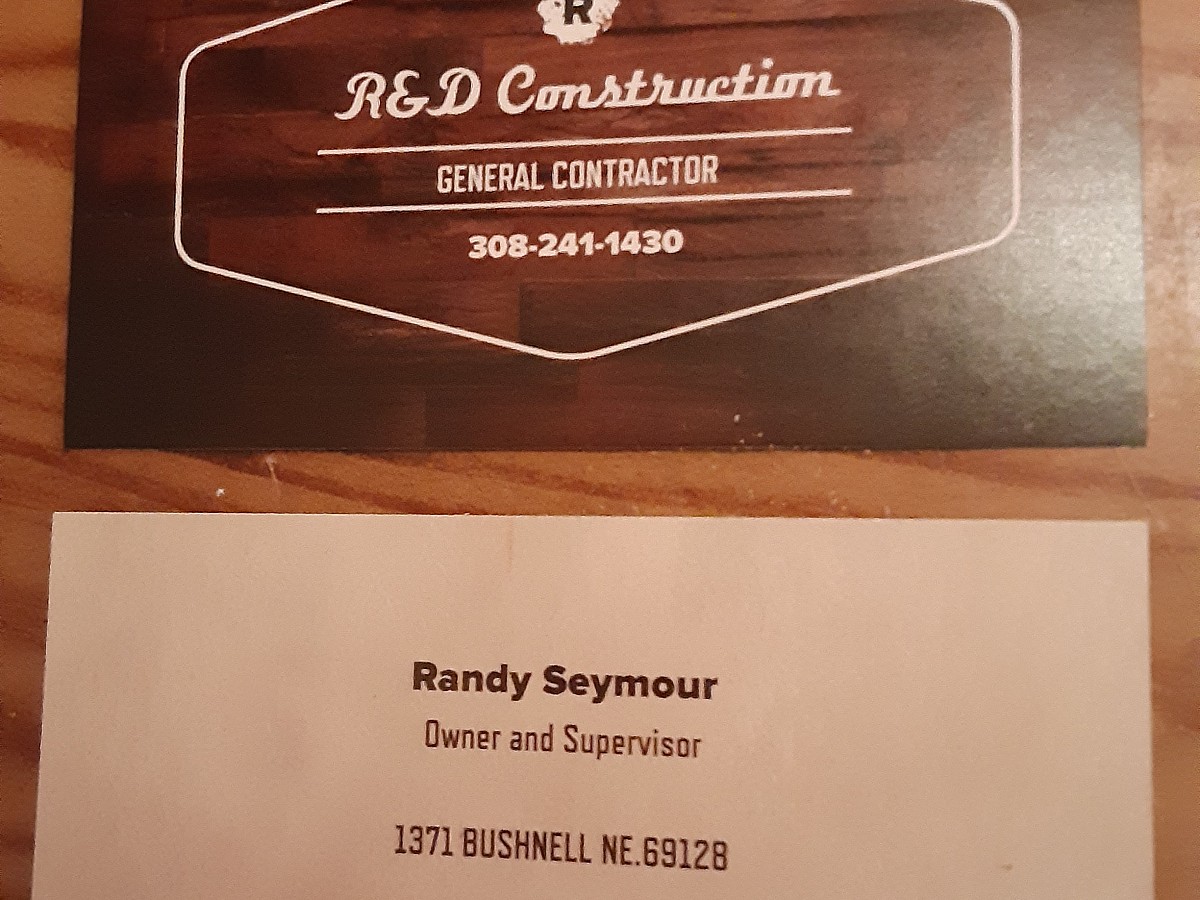 R
R&D Construction
GENERAL CONTRACTOR
308-241-1430
Randy Seymour
Owner and Supervisor
1371 BUSHNELL NE.69128